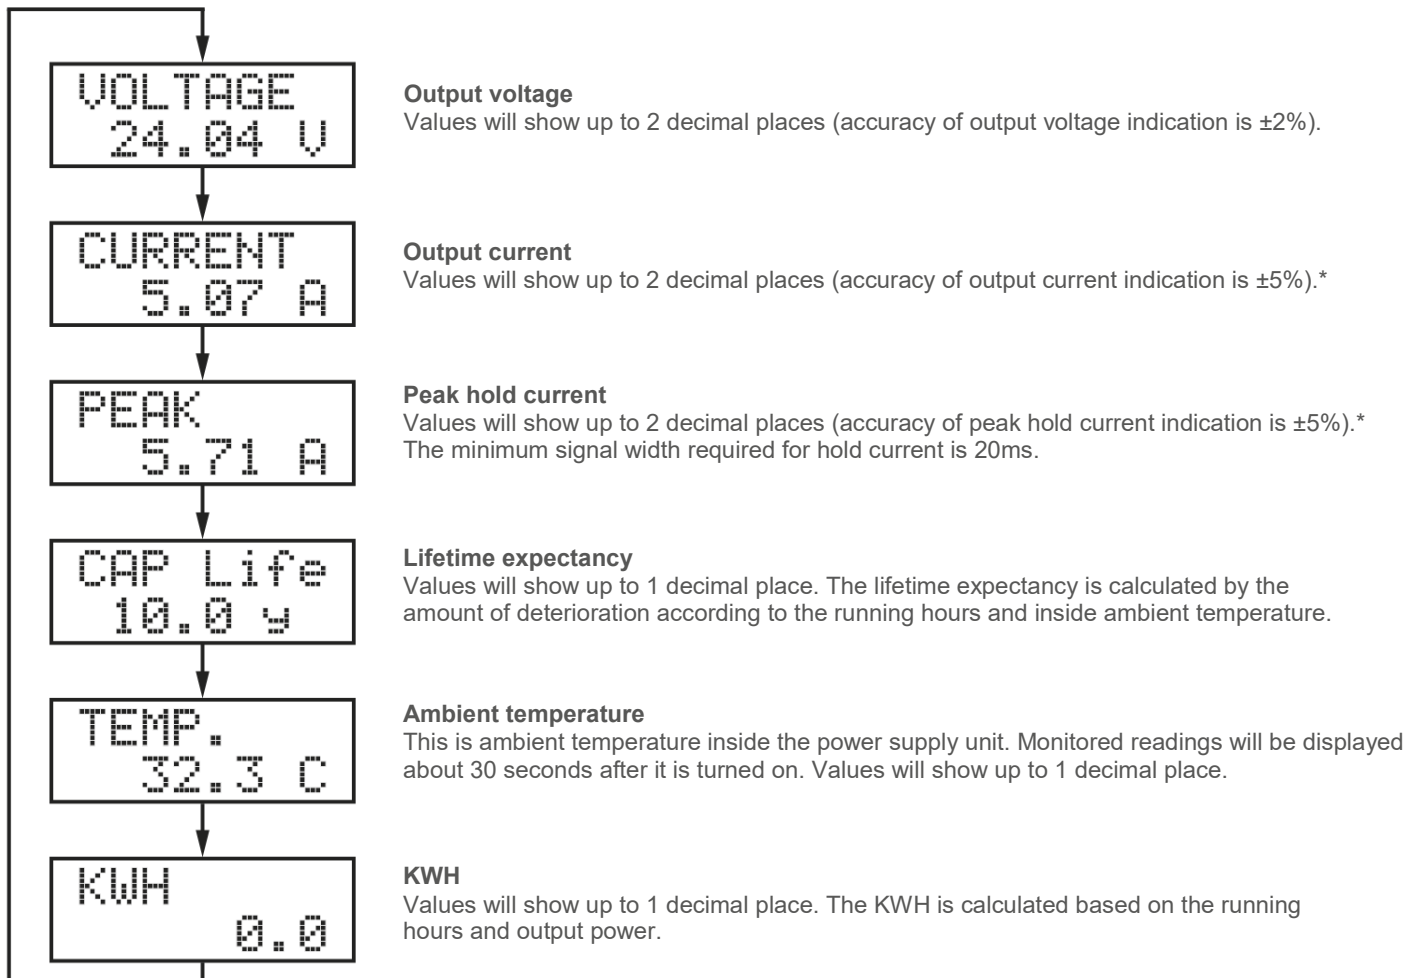 VOLTAGE
24.04 V
Output voltage
Values will show up to 2 decimal places (accuracy of output voltage indication is ±2%).
CURRENT
5.07 A
Output current
Values will show up to 2 decimal places (accuracy of output current indication is ±5%).*
PEAK
5.71 A
Peak hold current
Values will show up to 2 decimal places (accuracy of peak hold current indication is ±5%).*
The minimum signal width required for hold current is 20ms.
CAP Life
10.0 y
Lifetime expectancy
Values will show up to 1 decimal place. The lifetime expectancy is calculated by the
amount of deterioration according to the running hours and inside ambient temperature.
TEMP.
32.3 C
Ambient temperature
This is ambient temperature inside the power supply unit. Monitored readings will be displayed
about 30 seconds after it is turned on. Values will show up to 1 decimal place.
KWH
0.0
KWH
Values will show up to 1 decimal place. The KWH is calculated based on the running
hours and output power.